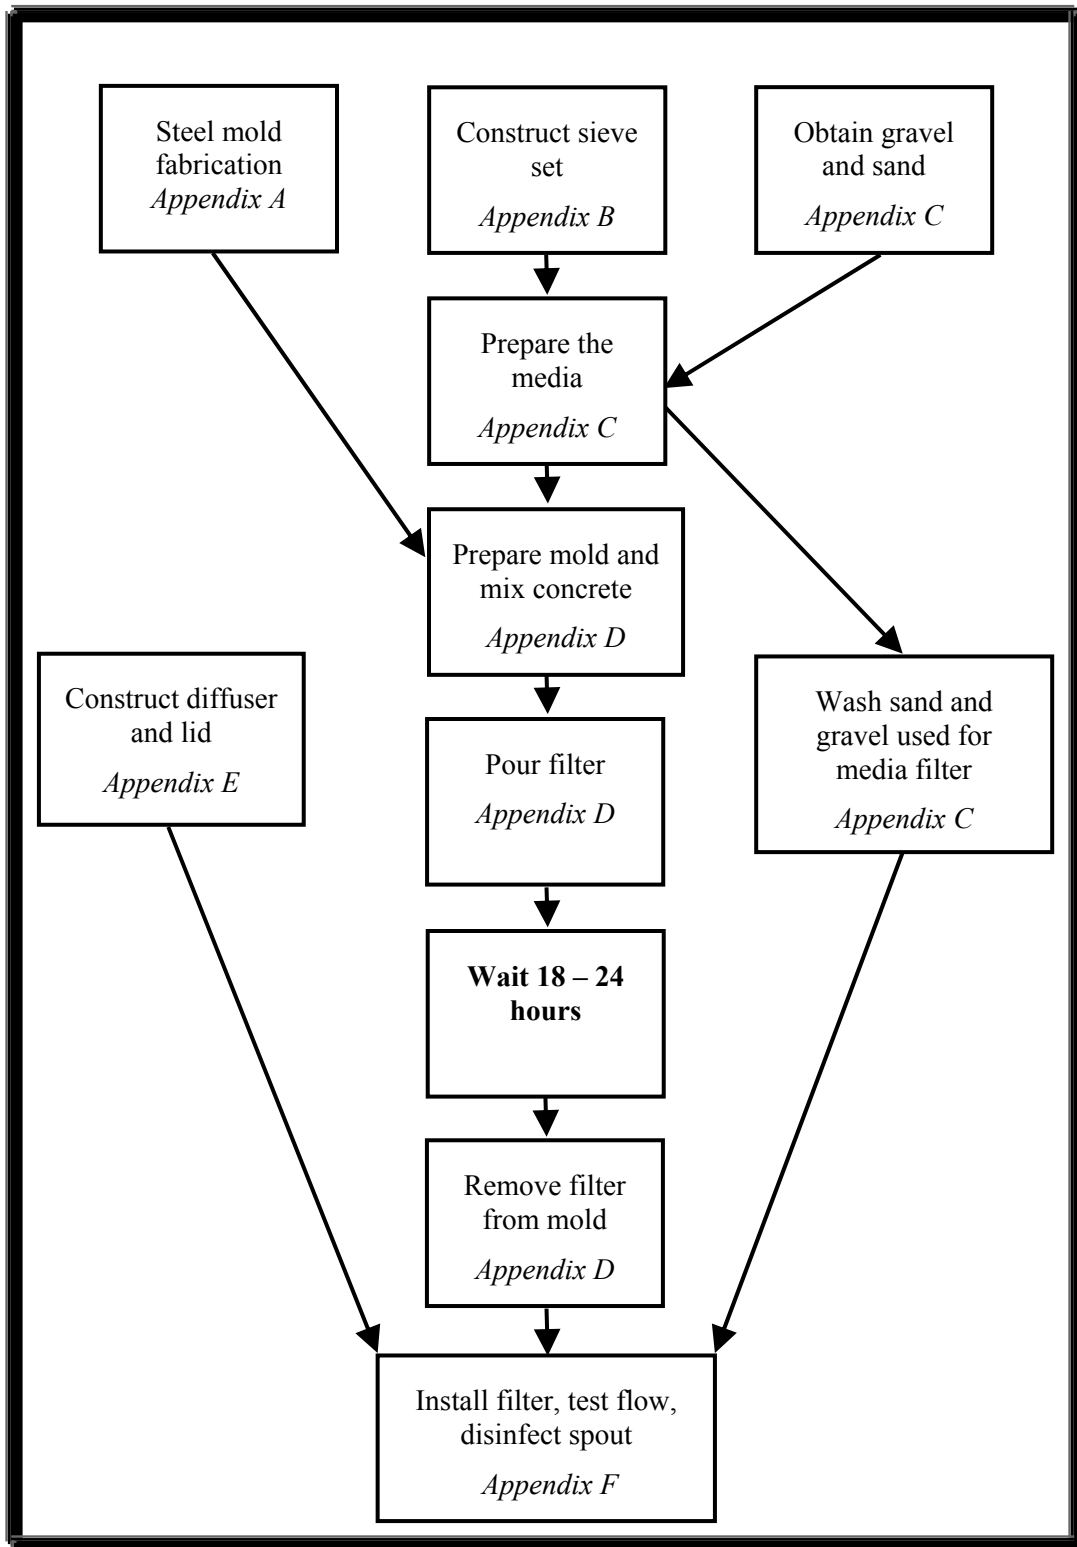 Steel mold
fabrication
Appendix A
Construct sieve
set
Appendix B
Obtain gravel
and sand
Appendix C
Prepare the
media
Appendix C
Prepare mold and
mix concrete
Appendix D
Construct diffuser
and lid
Appendix E
Wash sand and
gravel used for
media filter
Appendix C
Pour filter
Appendix D
Wait 18 – 24
hours
Remove filter
from mold
Appendix D
Install filter, test flow,
disinfect spout
Appendix F